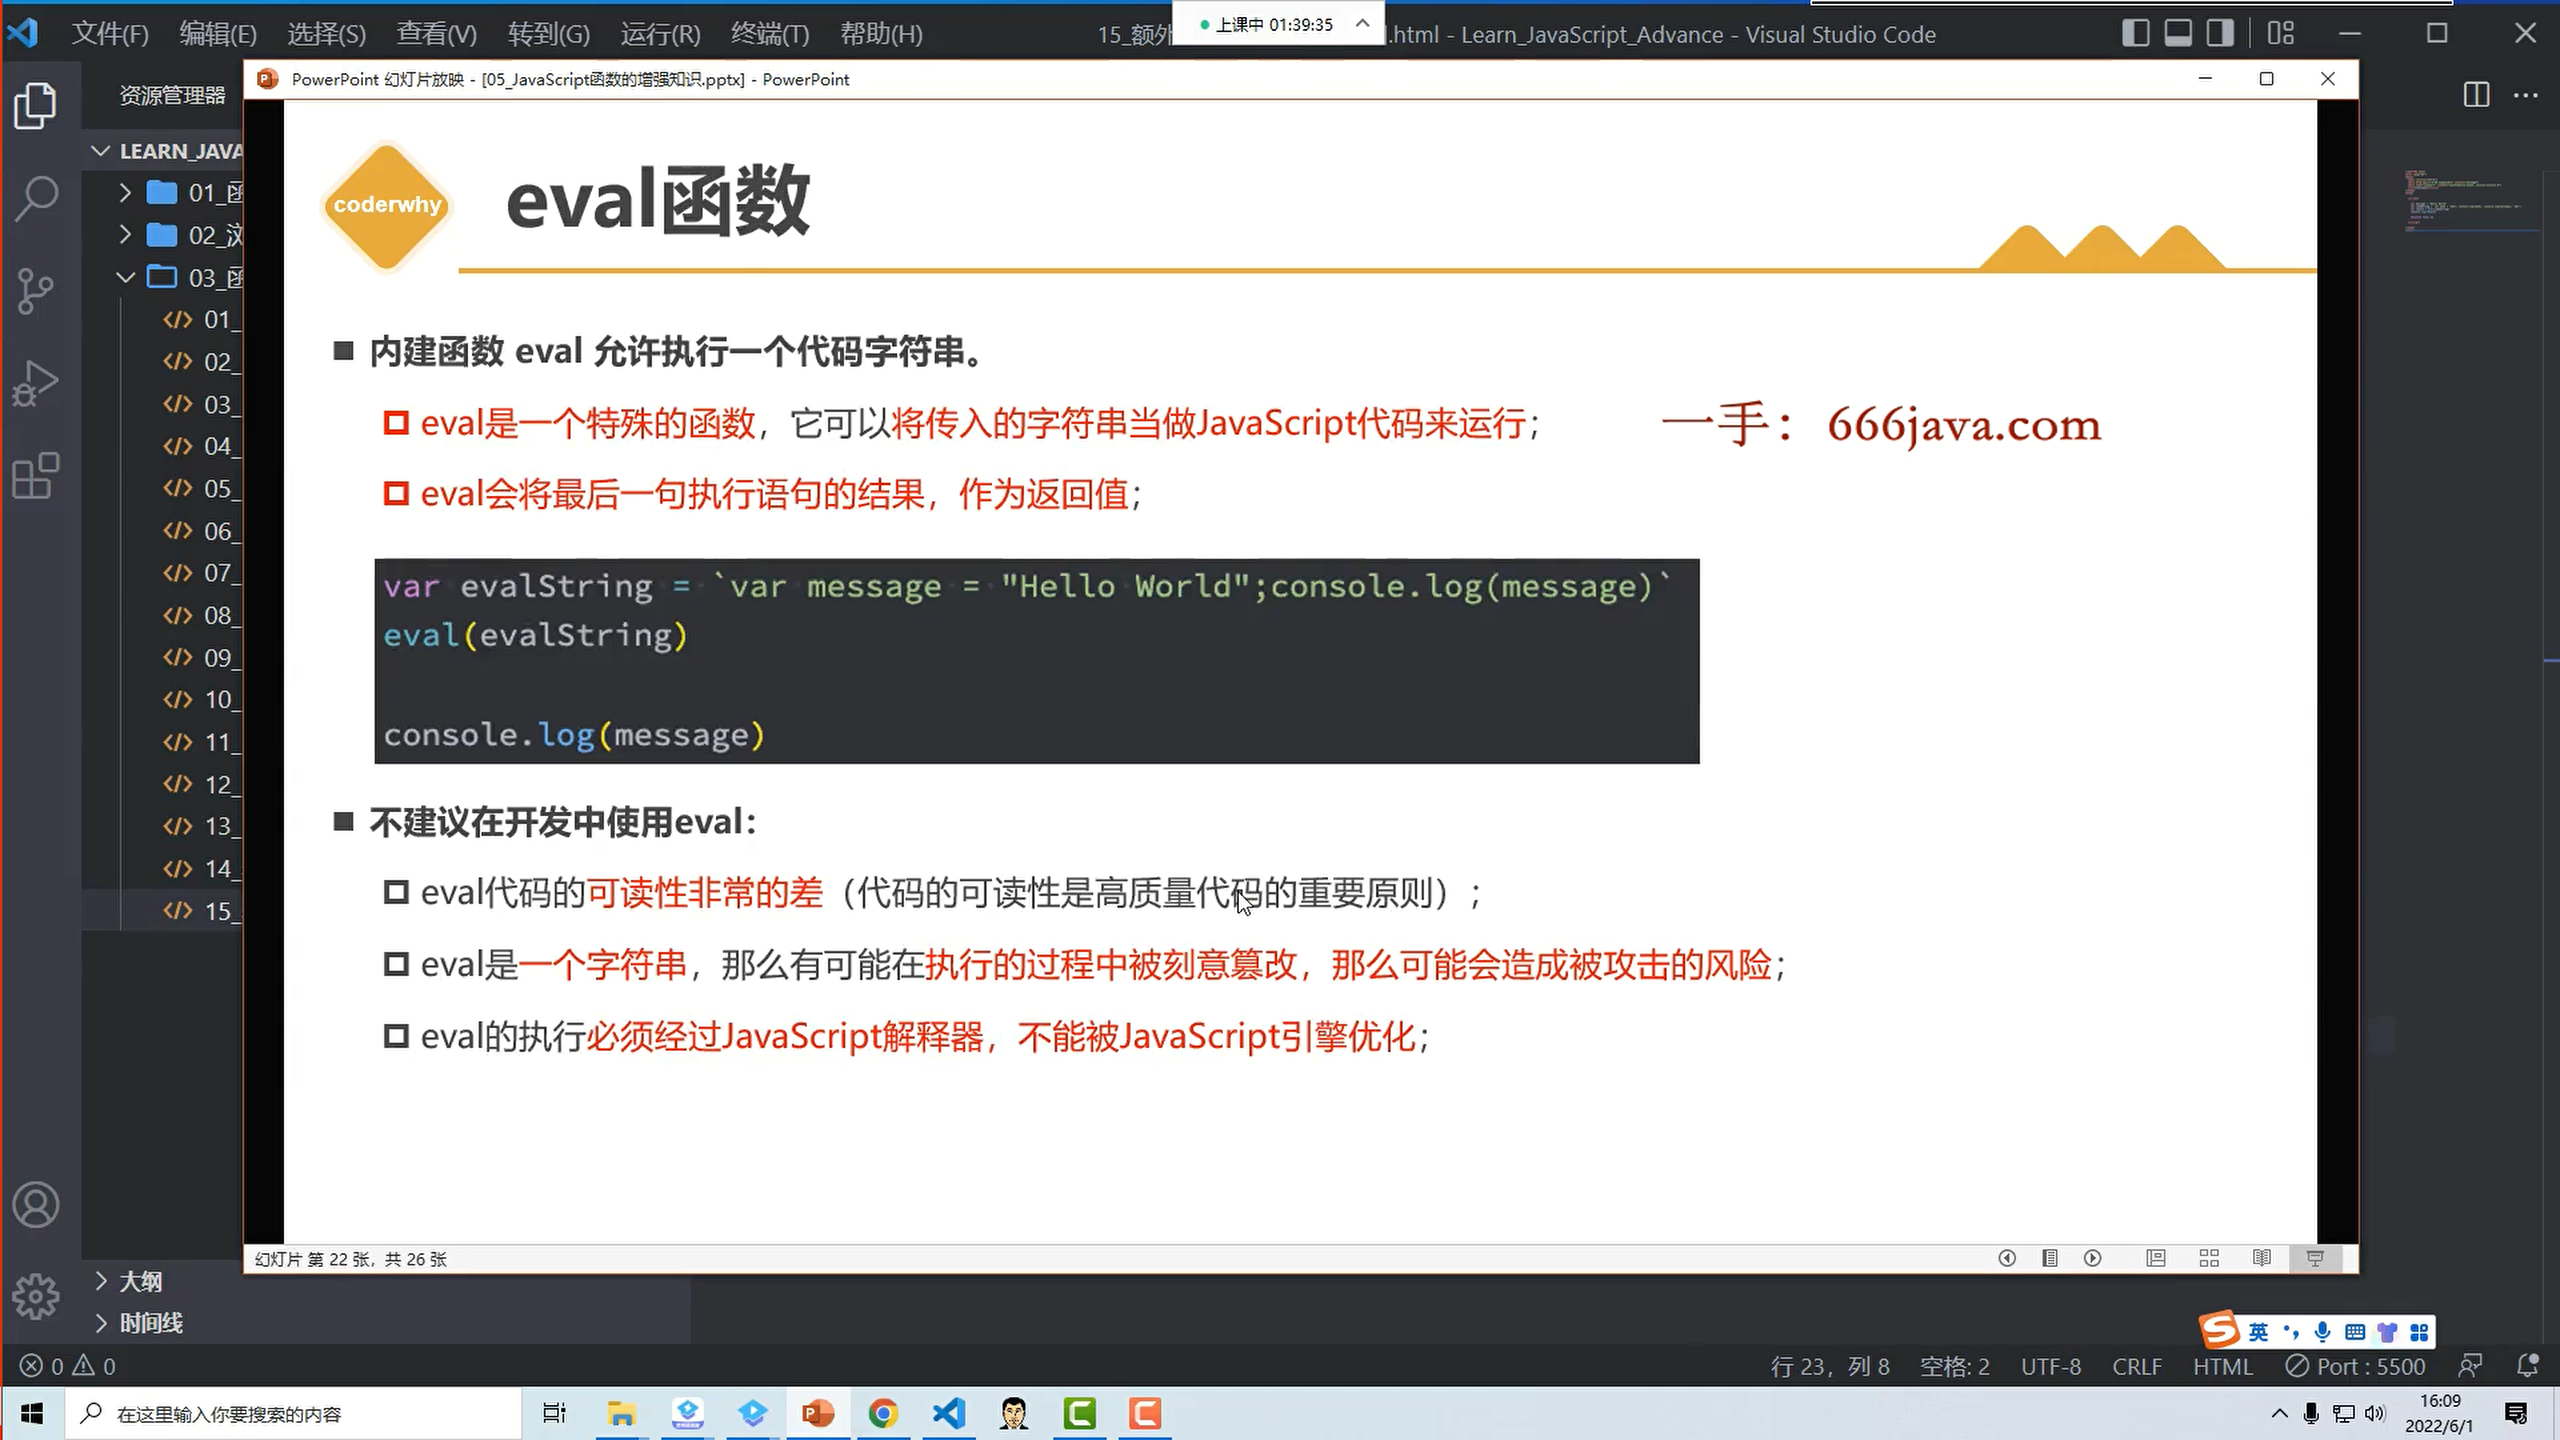 文件(F) 编辑(E) 选择(S) 查看(V) 转到(G) 运行(R) 终端(T) 帮助(H)
15_额外 .html - Learn_JavaScript_Advance - Visual Studio Code
上课中 01:39:35
资源管理器
PowerPoint 幻灯片放映 - [05_JavaScript函数的增强知识.pptx] - PowerPoint
LEARN_JAVA
01_函
02_浏
03_函
01_
02_
03_
04_
05_
06_
07_
08_
09_
10_
11_
12_
13_
14_
15_
coderwhy
eval函数
内建函数 eval 允许执行一个代码字符串。
eval是一个特殊的函数，它可以将传入的字符串当做JavaScript代码来运行；
一手：666java.com
eval会将最后一句执行语句的结果，作为返回值；
var evalString = `var message = "Hello World";console.log(message)`
eval(evalString)
console.log(message)
不建议在开发中使用eval：
eval代码的可读性非常的差（代码的可读性是高质量代码的重要原则）；
eval是一个字符串，那么有可能在执行的过程中被刻意篡改，那么可能会造成被攻击的风险；
eval的执行必须经过JavaScript解释器，不能被JavaScript引擎优化；
幻灯片 第 22 张，共 26 张
大纲
时间线
英
0 0
行 23，列 8 空格: 2 UTF-8 CRLF HTML Port : 5500
在这里输入你要搜索的内容
16:09
2022/6/1